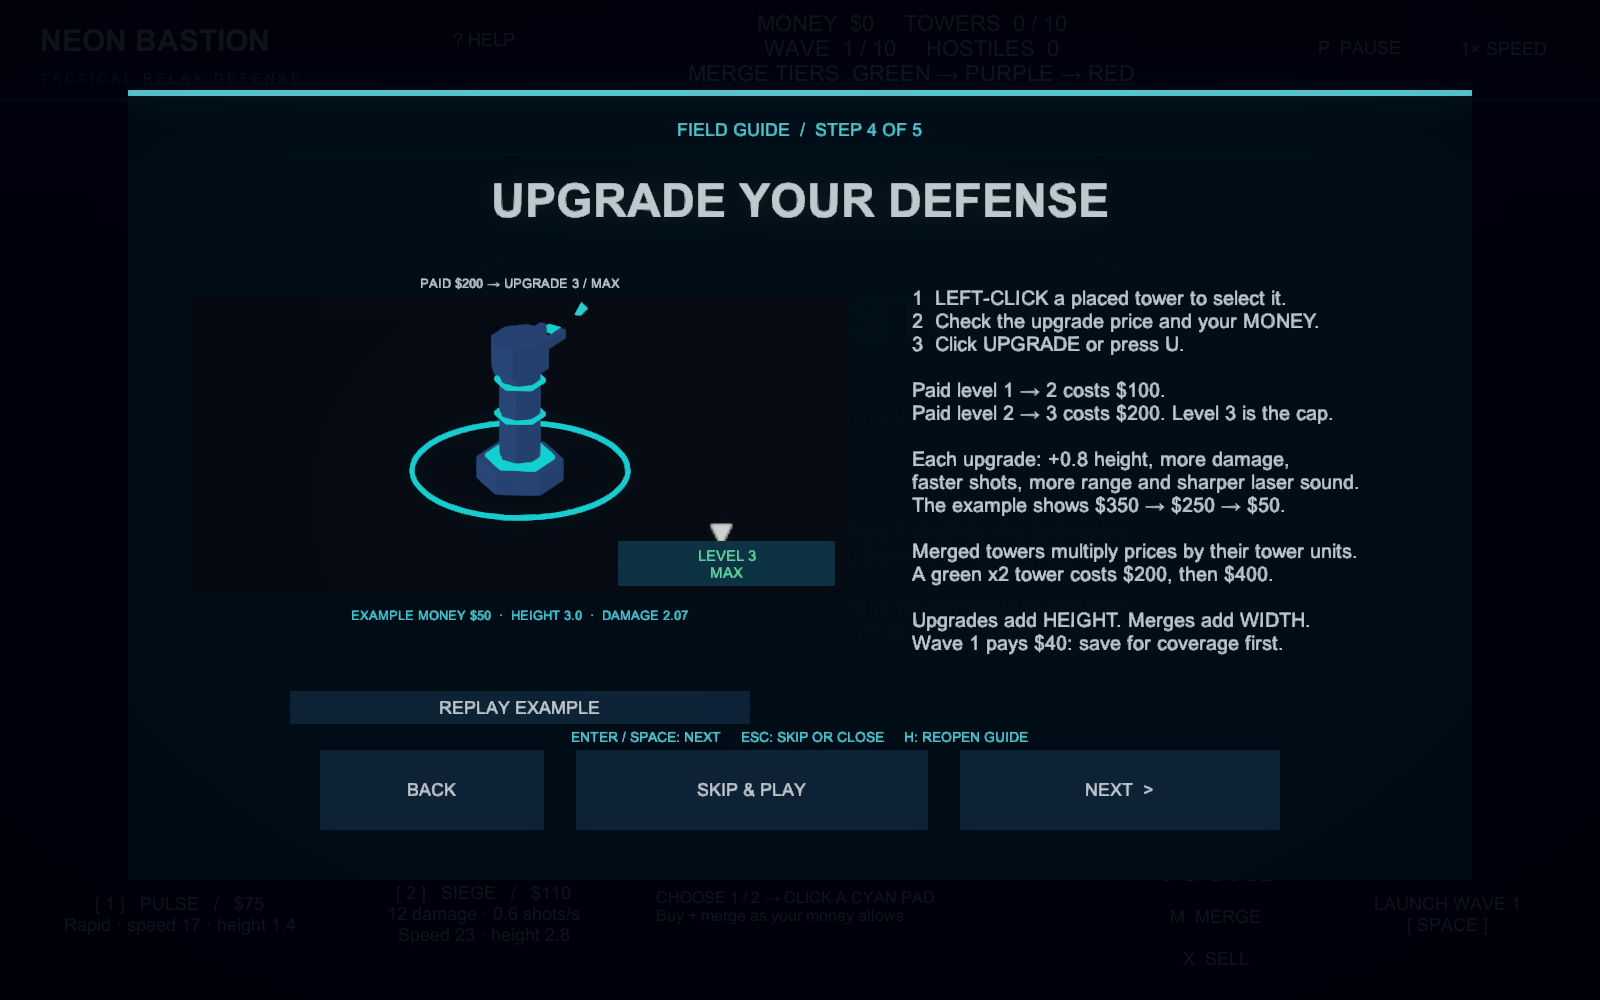 NEON BASTION
TACTICAL RELAY DEFENSE
? HELP
MONEY $0 TOWERS 0 / 10
WAVE 1 / 10 HOSTILES 0
MERGE TIERS GREEN → PURPLE → RED
P PAUSE
1× SPEED
FIELD GUIDE / STEP 4 OF 5
UPGRADE YOUR DEFENSE
PAID $200 → UPGRADE 3 / MAX
LEVEL 3
MAX
EXAMPLE MONEY $50 · HEIGHT 3.0 · DAMAGE 2.07
1 LEFT-CLICK a placed tower to select it.
2 Check the upgrade price and your MONEY.
3 Click UPGRADE or press U.
Paid level 1 → 2 costs $100.
Paid level 2 → 3 costs $200. Level 3 is the cap.
Each upgrade: +0.8 height, more damage,
faster shots, more range and sharper laser sound.
The example shows $350 → $250 → $50.
Merged towers multiply prices by their tower units.
A green x2 tower costs $200, then $400.
Upgrades add HEIGHT. Merges add WIDTH.
Wave 1 pays $40: save for coverage first.
REPLAY EXAMPLE
ENTER / SPACE: NEXT ESC: SKIP OR CLOSE H: REOPEN GUIDE
BACK
SKIP & PLAY
NEXT >
[ 1 ] PULSE / $75
Rapid · speed 17 · height 1.4
[ 2 ] SIEGE / $110
12 damage · 0.6 shots/s
Speed 23 · height 2.8
CHOOSE 1 / 2 → CLICK A CYAN PAD
Buy + merge as your money allows
M MERGE
X SELL
LAUNCH WAVE 1
[ SPACE ]